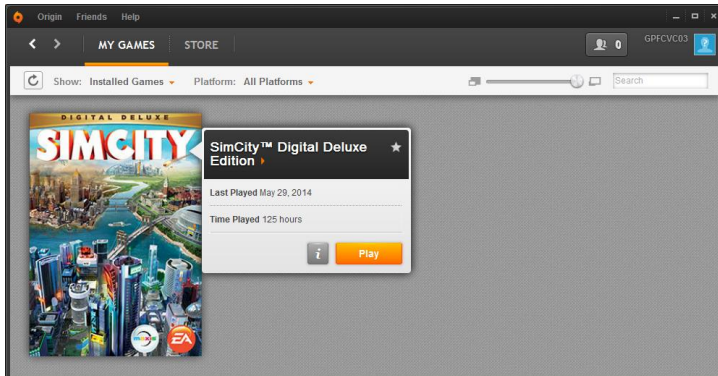 Origin Friends Help
MY GAMES STORE
0
GPFCVC03
Show: Installed Games Platform: All Platforms
Search
DIGITAL DELUXE
SIMCITY
SimCity™ Digital Deluxe
Edition
Last Played May 29, 2014
Time Played 125 hours
i Play
maxis EA